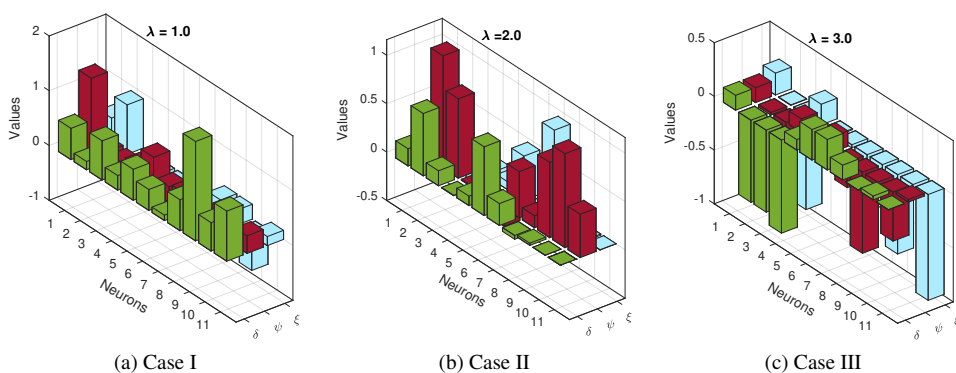 λ = 1.0
2
1
0
-1
Values
1
2
3
4
5
6
7
8
9
10
11
Neurons
δ
ψ
ξ
(a) Case I
λ =2.0
1
0.5
0
-0.5
Values
1
2
3
4
5
6
7
8
9
10
11
Neurons
δ
ψ
ξ
(b) Case II
λ = 3.0
0.5
0
-0.5
-1
Values
1
2
3
4
5
6
7
8
9
10
11
Neurons
δ
ψ
ξ
(c) Case III